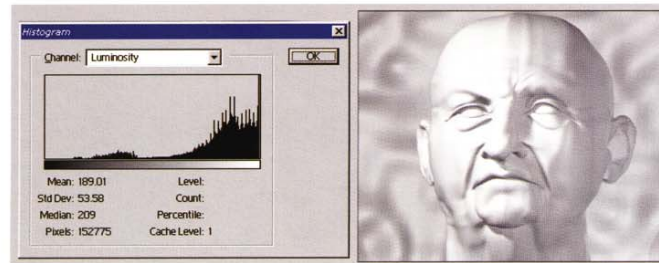 Histogram
Channel: Luminosity
OK
Mean: 189.01
Level:
Std Dev: 53.58
Count:
Median: 209
Percentile:
Pixels: 152775
Cache Level: 1